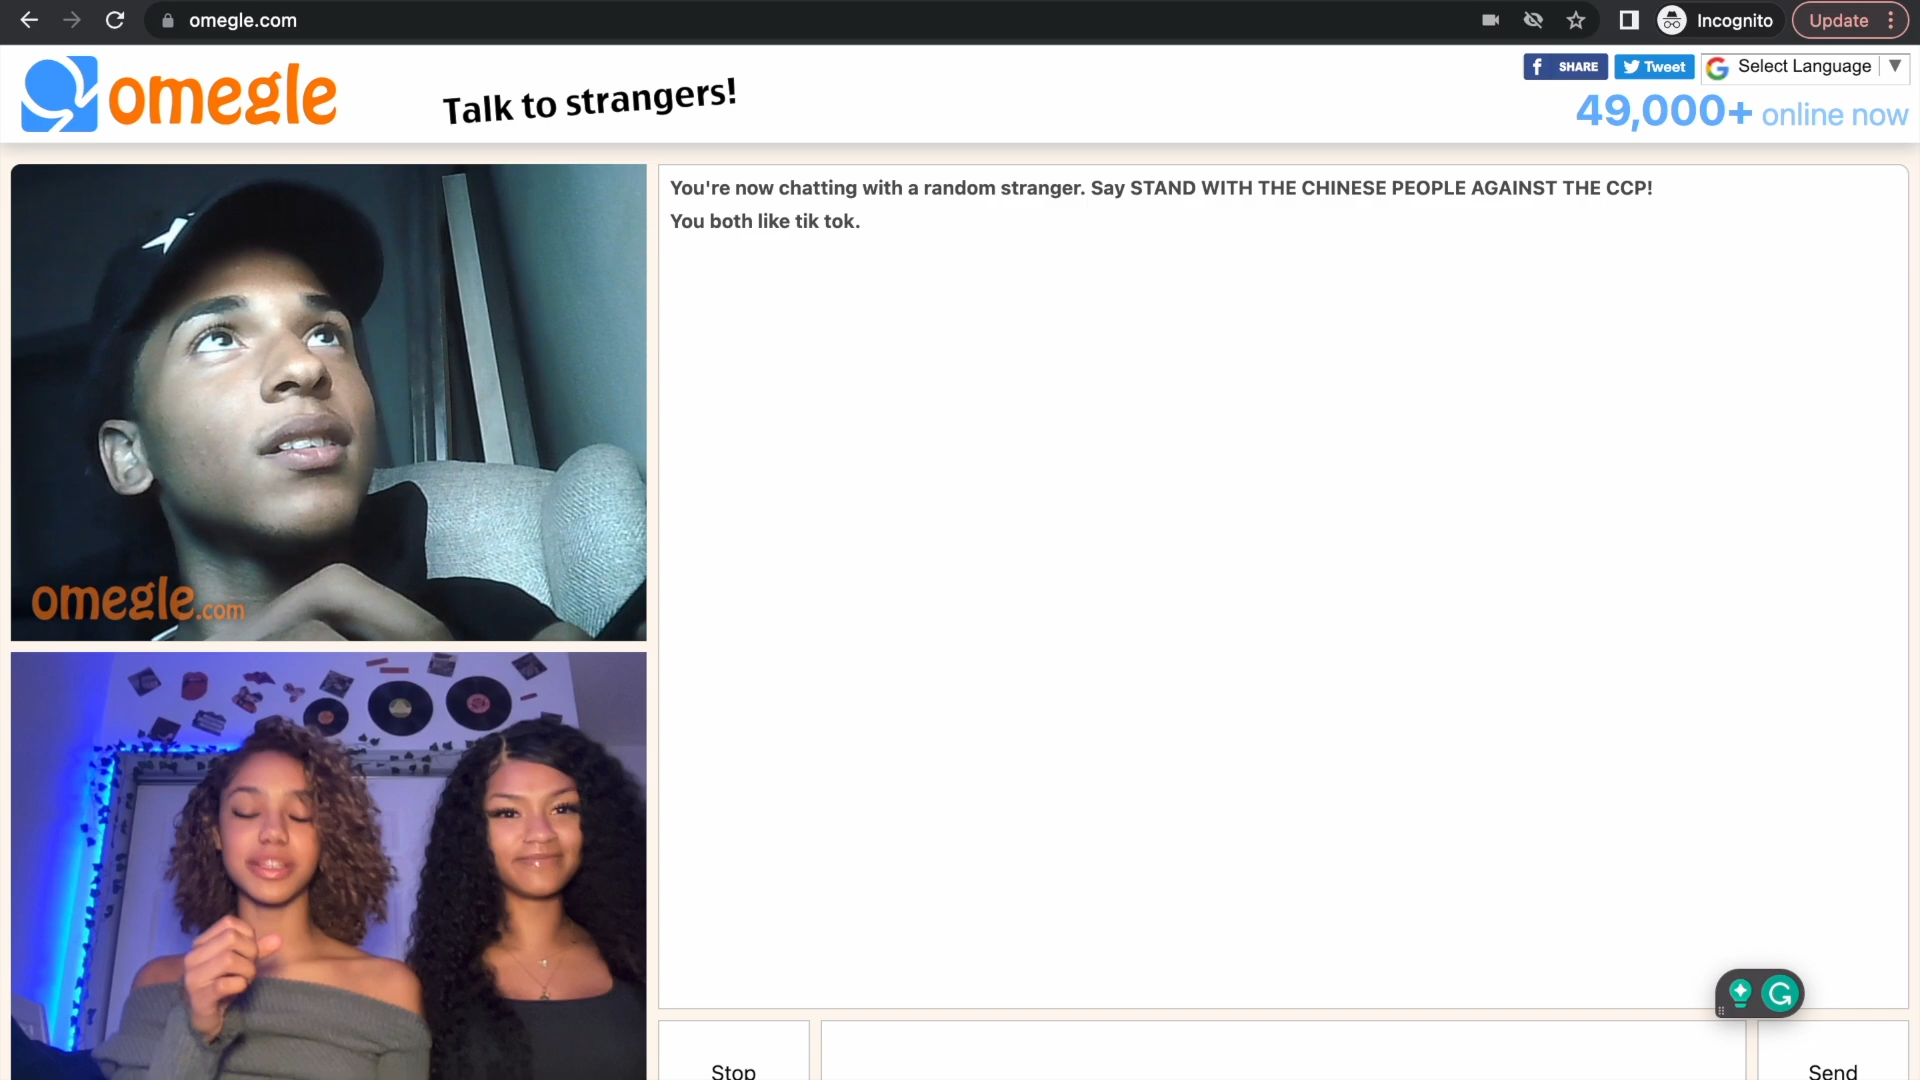 omegle.com
Incognito
Update
omegle
Talk to strangers!
SHARE
Tweet
Select Language
49,000+ online now
You're now chatting with a random stranger. Say STAND WITH THE CHINESE PEOPLE AGAINST THE CCP!
You both like tik tok.
omegle.com
Stop
Send